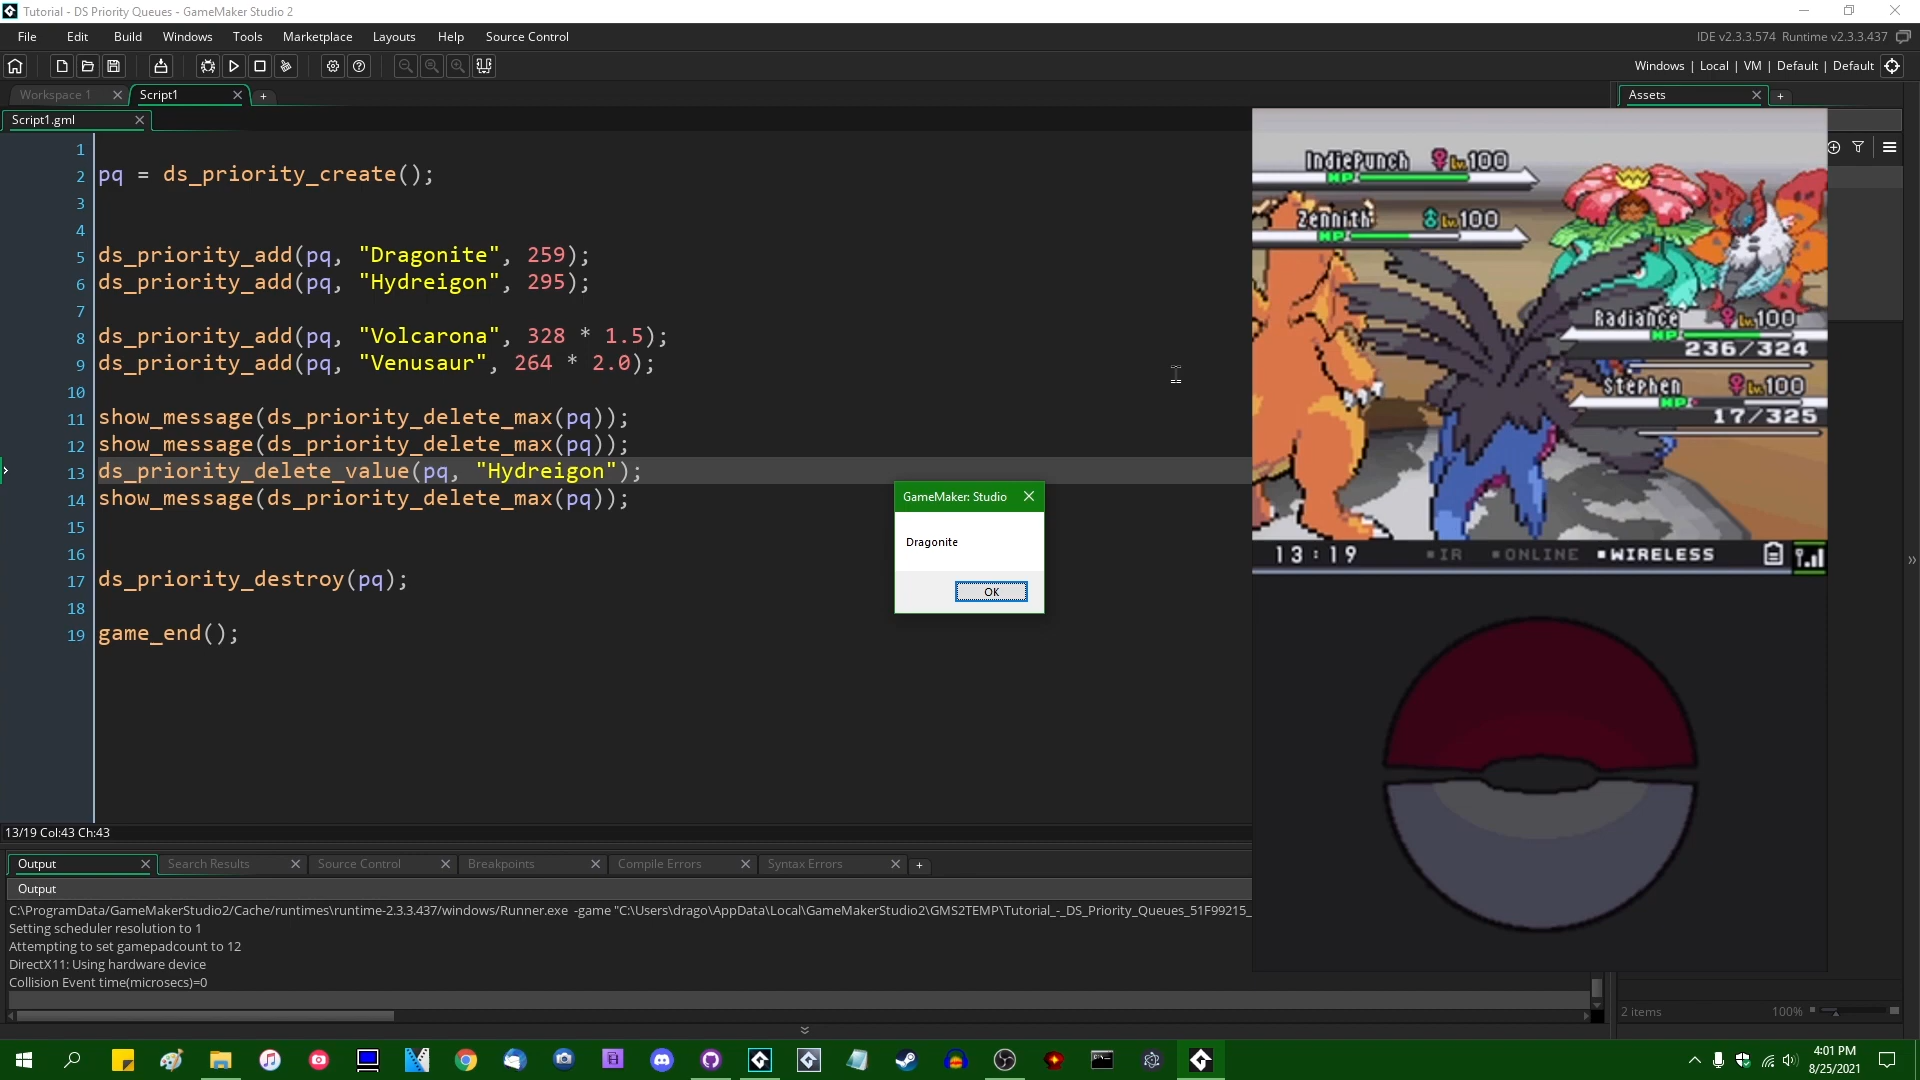 Tutorial - DS Priority Queues - GameMaker Studio 2
File Edit Build Windows Tools Marketplace Layouts Help Source Control
IDE v2.3.3.574 Runtime v2.3.3.437
Windows | Local | VM | Default | Default
Workspace 1
Script1
Assets
Script1.gml
1
2 pq = ds_priority_create();
3
4
5 ds_priority_add(pq, "Dragonite", 259);
6 ds_priority_add(pq, "Hydreigon", 295);
7
8 ds_priority_add(pq, "Volcarona", 328 * 1.5);
9 ds_priority_add(pq, "Venusaur", 264 * 2.0);
10
11 show_message(ds_priority_delete_max(pq));
12 show_message(ds_priority_delete_max(pq));
13 ds_priority_delete_value(pq, "Hydreigon");
14 show_message(ds_priority_delete_max(pq));
15
16
17 ds_priority_destroy(pq);
18
19 game_end();
GameMaker: Studio
Dragonite
OK
IndiePunch ♀Lv.100
HP
Zennith ♂Lv.100
HP
Radiance ♀Lv.100
HP
236/324
Stephen ♀Lv.100
HP
17/325
13:19 IR ONLINE WIRELESS
13/19 Col:43 Ch:43
Output Search Results Source Control Breakpoints Compile Errors Syntax Errors
Output
C:\ProgramData/GameMakerStudio2/Cache/runtimes\runtime-2.3.3.437/windows/Runner.exe -game "C:\Users\drago\AppData\Local\GameMakerStudio2\GMS2TEMP\Tutorial_-_DS_Priority_Queues_51F99215_
Setting scheduler resolution to 1
Attempting to set gamepadcount to 12
DirectX11: Using hardware device
Collision Event time(microsecs)=0
2 items
100%
4:01 PM
8/25/2021